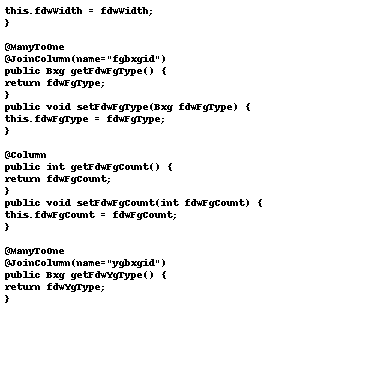 this.fdwWidth = fdwWidth;
}

@ManyToOne
@JoinColumn(name="fgbxgid")
public Bxg getFdwFgType() {
return fdwFgType;
}
public void setFdwFgType(Bxg fdwFgType) {
this.fdwFgType = fdwFgType;
}

@Column
public int getFdwFgCount() {
return fdwFgCount;
}
public void setFdwFgCount(int fdwFgCount) {
this.fdwFgCount = fdwFgCount;
}

@ManyToOne
@JoinColumn(name="ygbxgid")
public Bxg getFdwYgType() {
return fdwYgType;
}